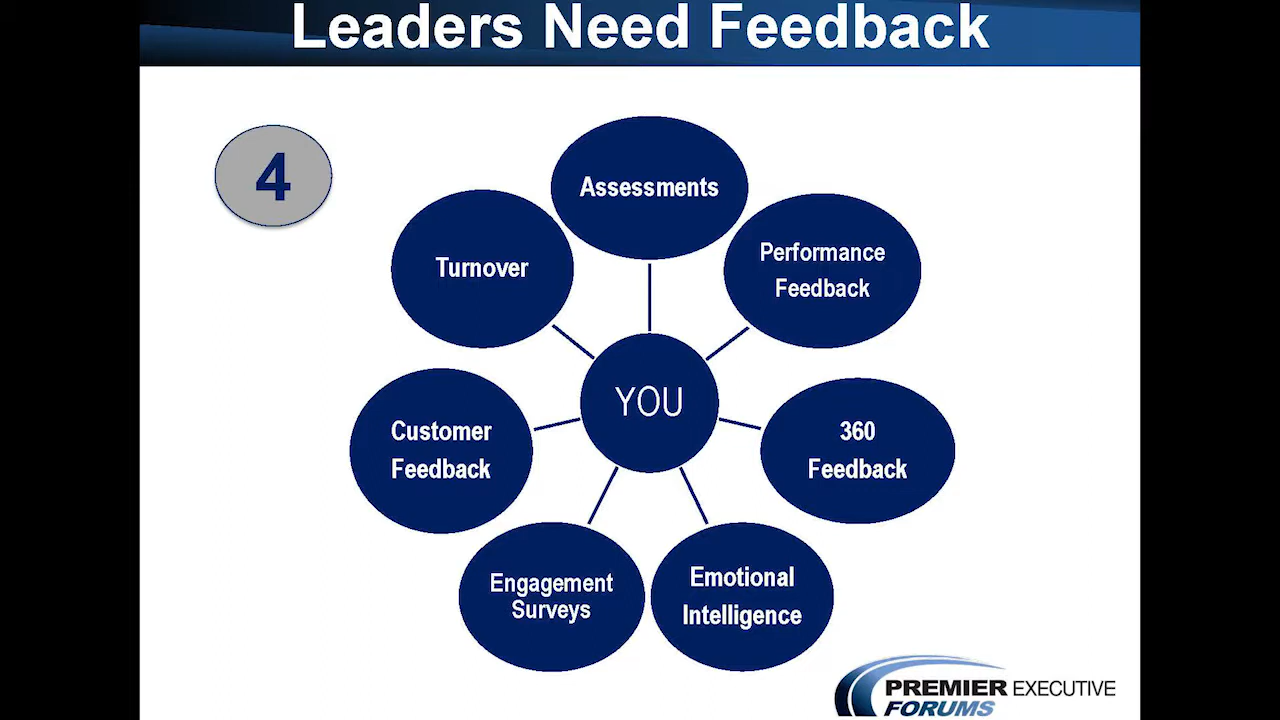 Leaders Need Feedback
4
Assessments
Performance
Feedback
360
Feedback
Emotional
Intelligence
Engagement
Surveys
Customer
Feedback
Turnover
YOU
PREMIER EXECUTIVE
FORUMS